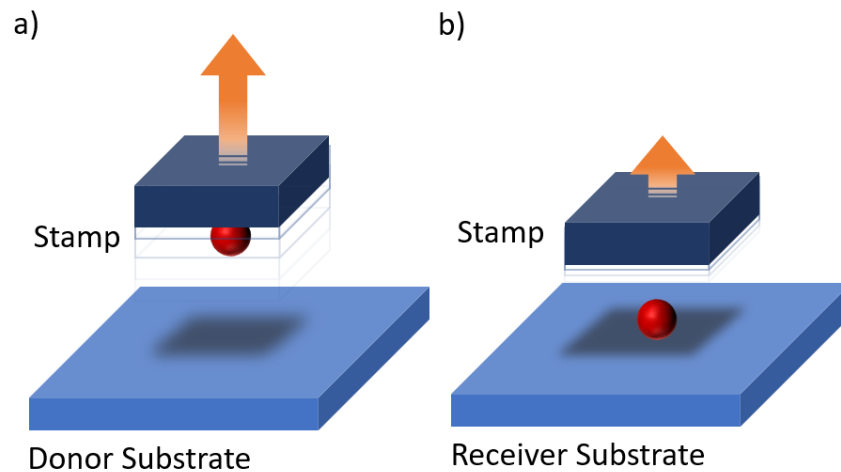 a)
b)
Stamp
Stamp
Donor Substrate
Receiver Substrate